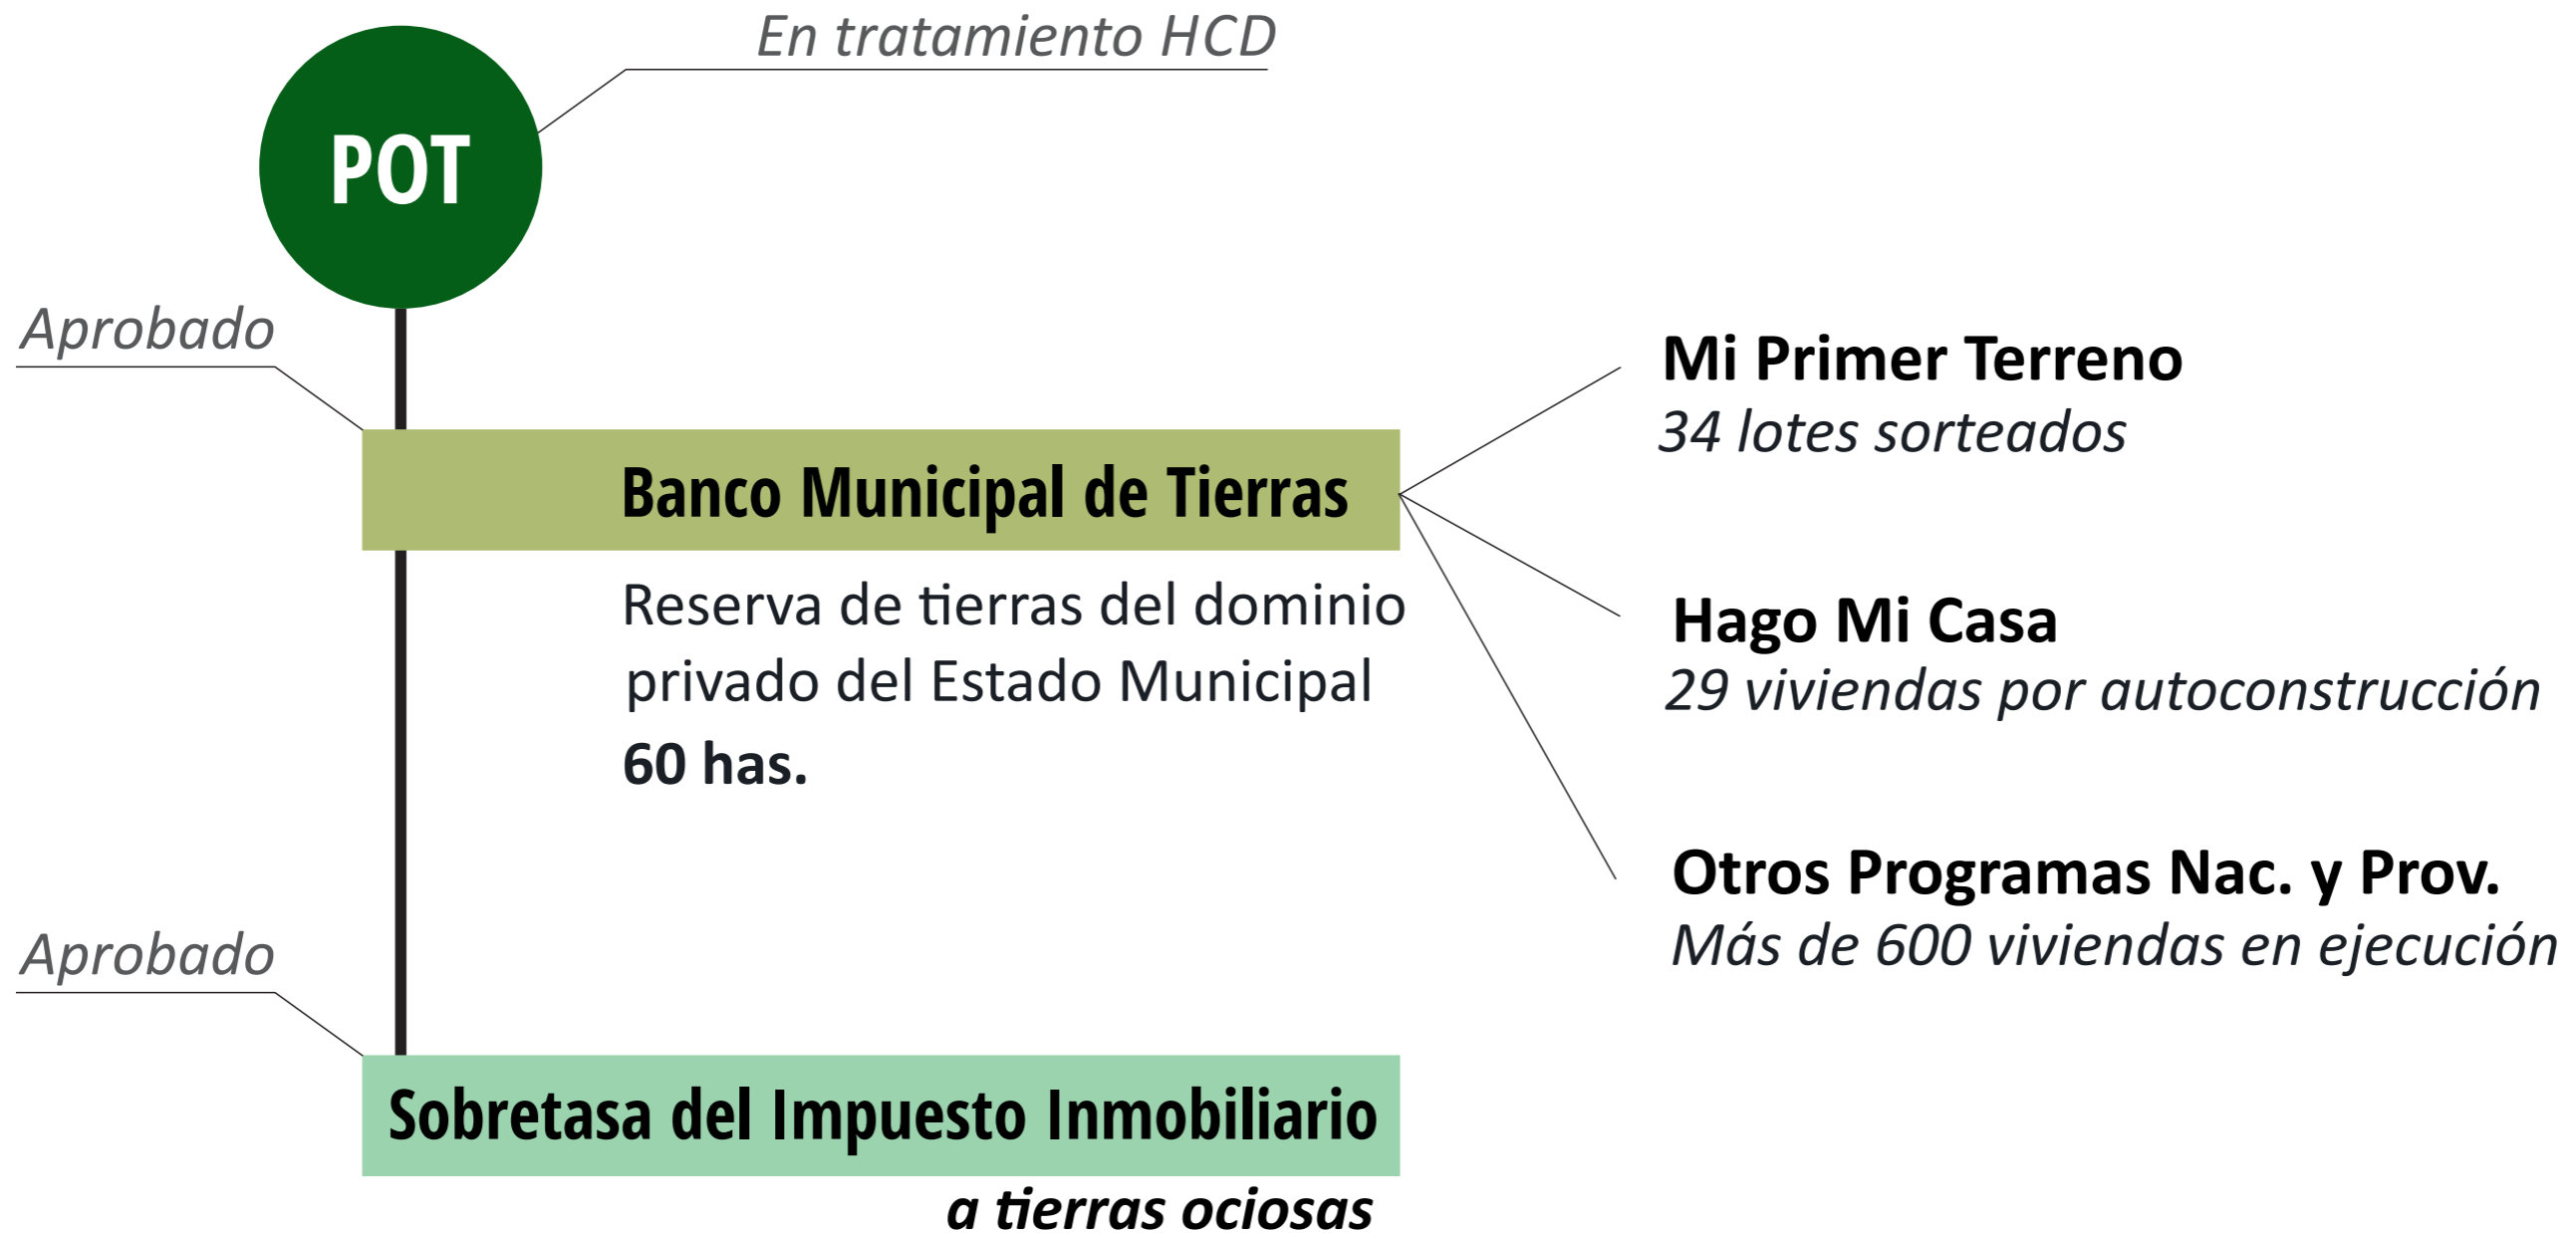 En tratamiento HCD
POT
Aprobado
Banco Municipal de Tierras
Reserva de tierras del dominio
privado del Estado Municipal
60 has.
Mi Primer Terreno
34 lotes sorteados
Hago Mi Casa
29 viviendas por autoconstrucción
Otros Programas Nac. y Prov.
Más de 600 viviendas en ejecución
Aprobado
Sobretasa del Impuesto Inmobiliario
a tierras ociosas